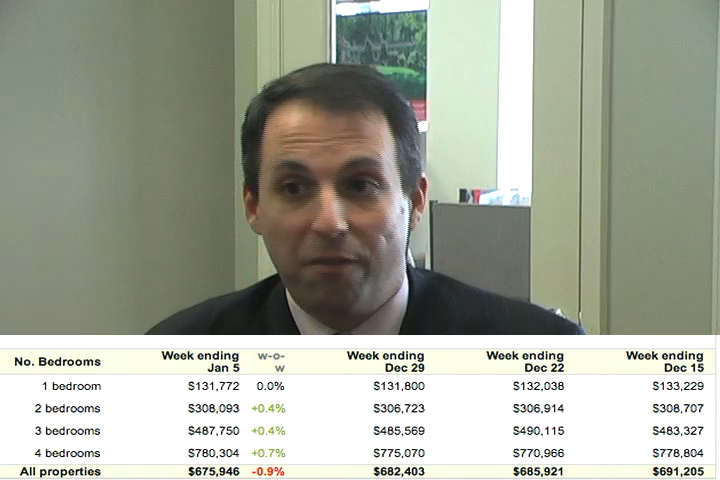 No. Bedrooms Week ending Jan 5 w-o-w Week ending Dec 29 Week ending Dec 22 Week ending Dec 15
1 bedroom $131,772 0.0% $131,800 $132,038 $133,229
2 bedrooms $308,093 +0.4% $306,723 $306,914 $308,707
3 bedrooms $487,750 +0.4% $485,569 $490,115 $483,327
4 bedrooms $780,304 +0.7% $775,070 $770,966 $778,804
All properties $675,946 -0.9% $682,403 $685,921 $691,205